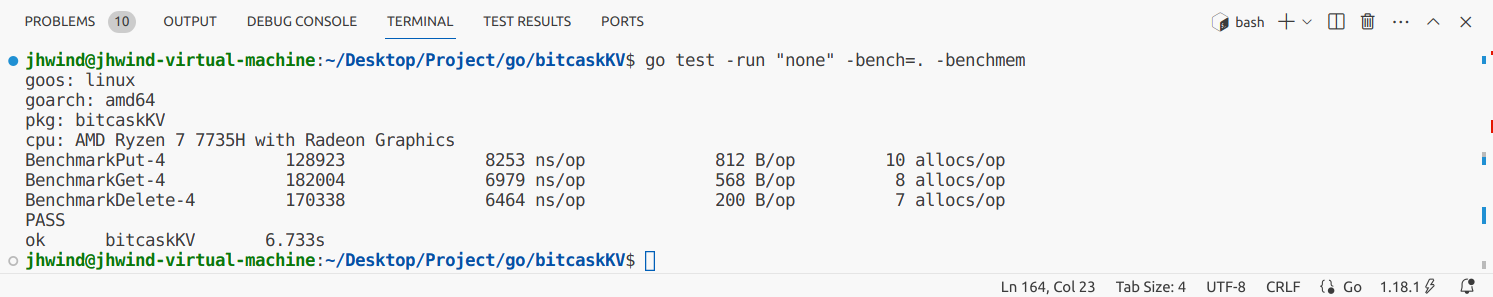 PROBLEMS 10 OUTPUT DEBUG CONSOLE TERMINAL TEST RESULTS PORTS bash
jhwind@jhwind-virtual-machine:~/Desktop/Project/go/bitcaskKV$ go test -run "none" -bench=. -benchmem
goos: linux
goarch: amd64
pkg: bitcaskKV
cpu: AMD Ryzen 7 7735H with Radeon Graphics
BenchmarkPut-4 128923 8253 ns/op 812 B/op 10 allocs/op
BenchmarkGet-4 182004 6979 ns/op 568 B/op 8 allocs/op
BenchmarkDelete-4 170338 6464 ns/op 200 B/op 7 allocs/op
PASS
ok bitcaskKV 6.733s
jhwind@jhwind-virtual-machine:~/Desktop/Project/go/bitcaskKV$
Ln 164, Col 23 Tab Size: 4 UTF-8 CRLF Go 1.18.1